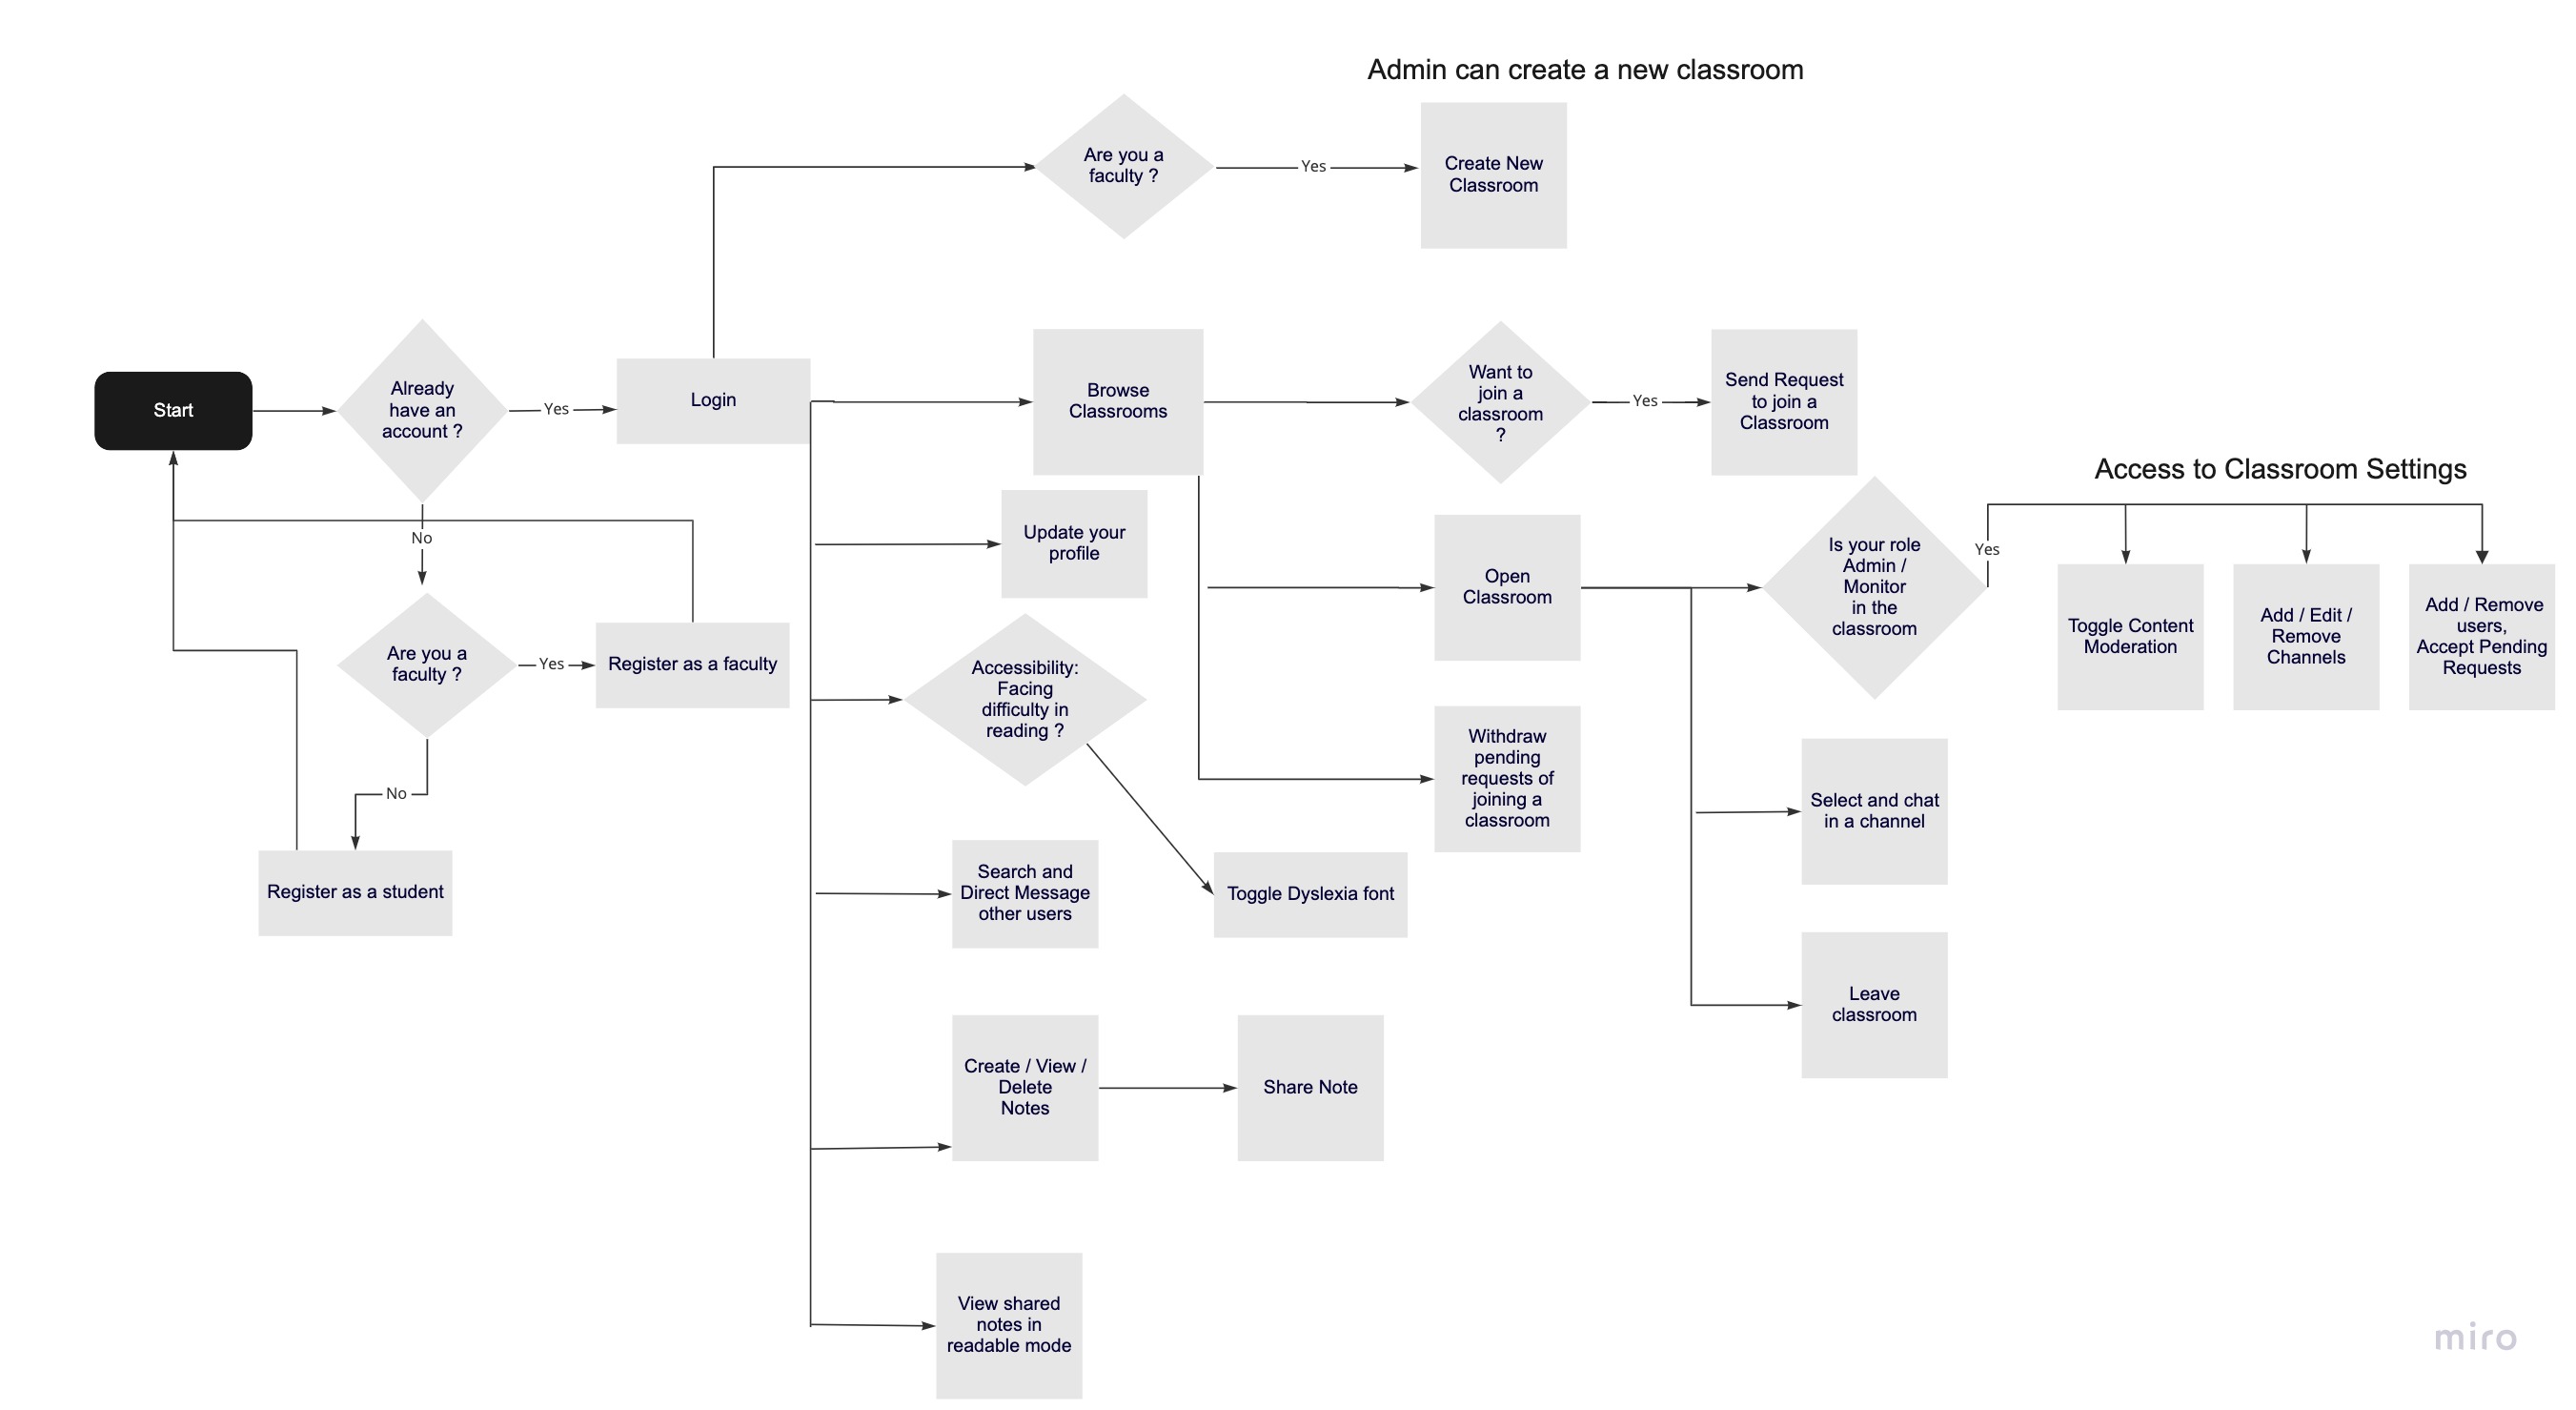 Admin can create a new classroom
Are you a
faculty ?
Yes
Create New
Classroom
Start
Already
have an
account ?
Yes
Login
Browse
Classrooms
Want to
join a
classroom
?
Yes
Send Request
to join a
Classroom
Access to Classroom Settings
No
Update your
profile
Open
Classroom
Is your role
Admin /
Monitor
in the
classroom
Yes
Toggle Content
Moderation
Add / Edit /
Remove
Channels
Add / Remove
users,
Accept Pending
Requests
Are you a
faculty ?
Yes
Register as a faculty
Accessibility:
Facing
difficulty in
reading ?
Withdraw
pending
requests of
joining a
classroom
No
Select and chat
in a channel
Register as a student
Search and
Direct Message
other users
Toggle Dyslexia font
Leave
classroom
Create / View /
Delete
Notes
Share Note
View shared
notes in
readable mode
miro